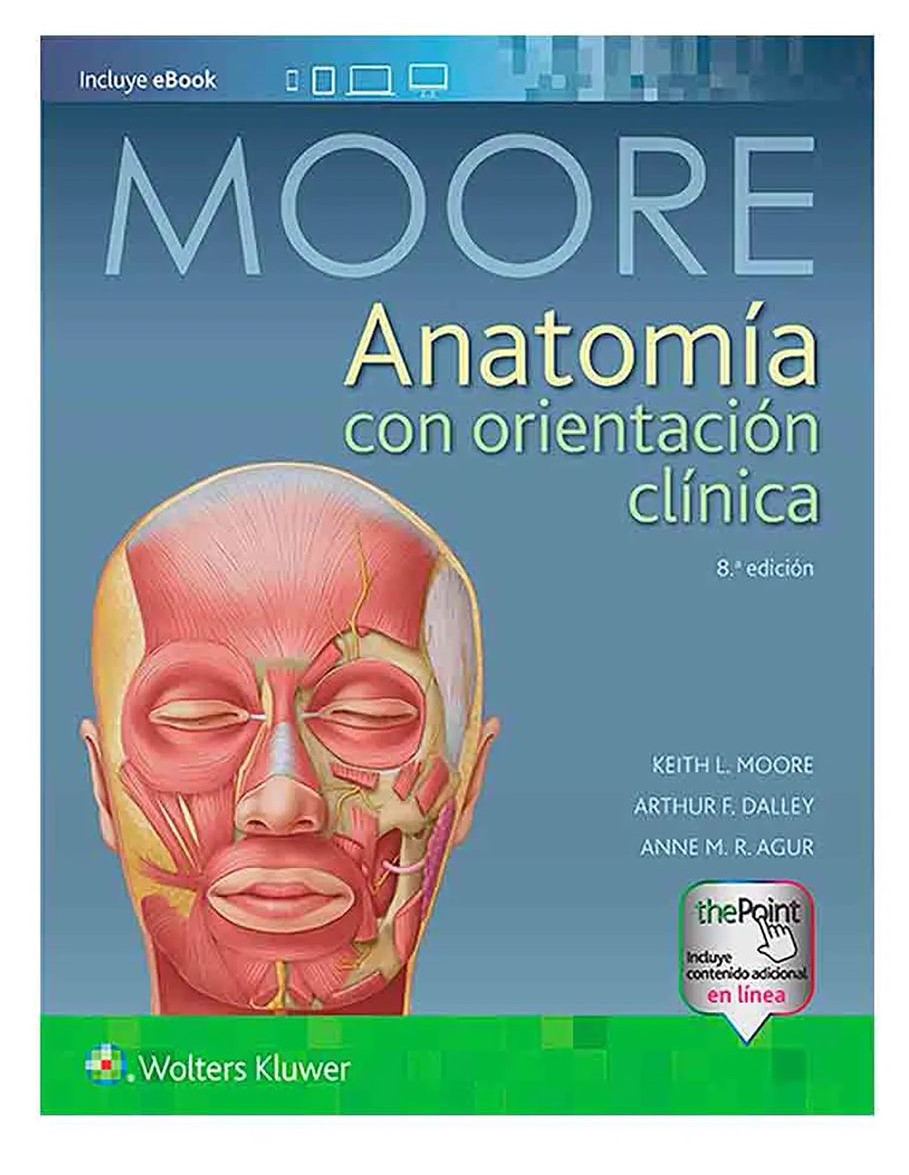 Incluye eBook
MOORE
Anatomía
con orientación
clínica
8.ª edición
KEITH L. MOORE
ARTHUR F. DALLEY
ANNE M. R. AGUR
thePoint
Incluye
contenido adicional
en línea
Wolters Kluwer